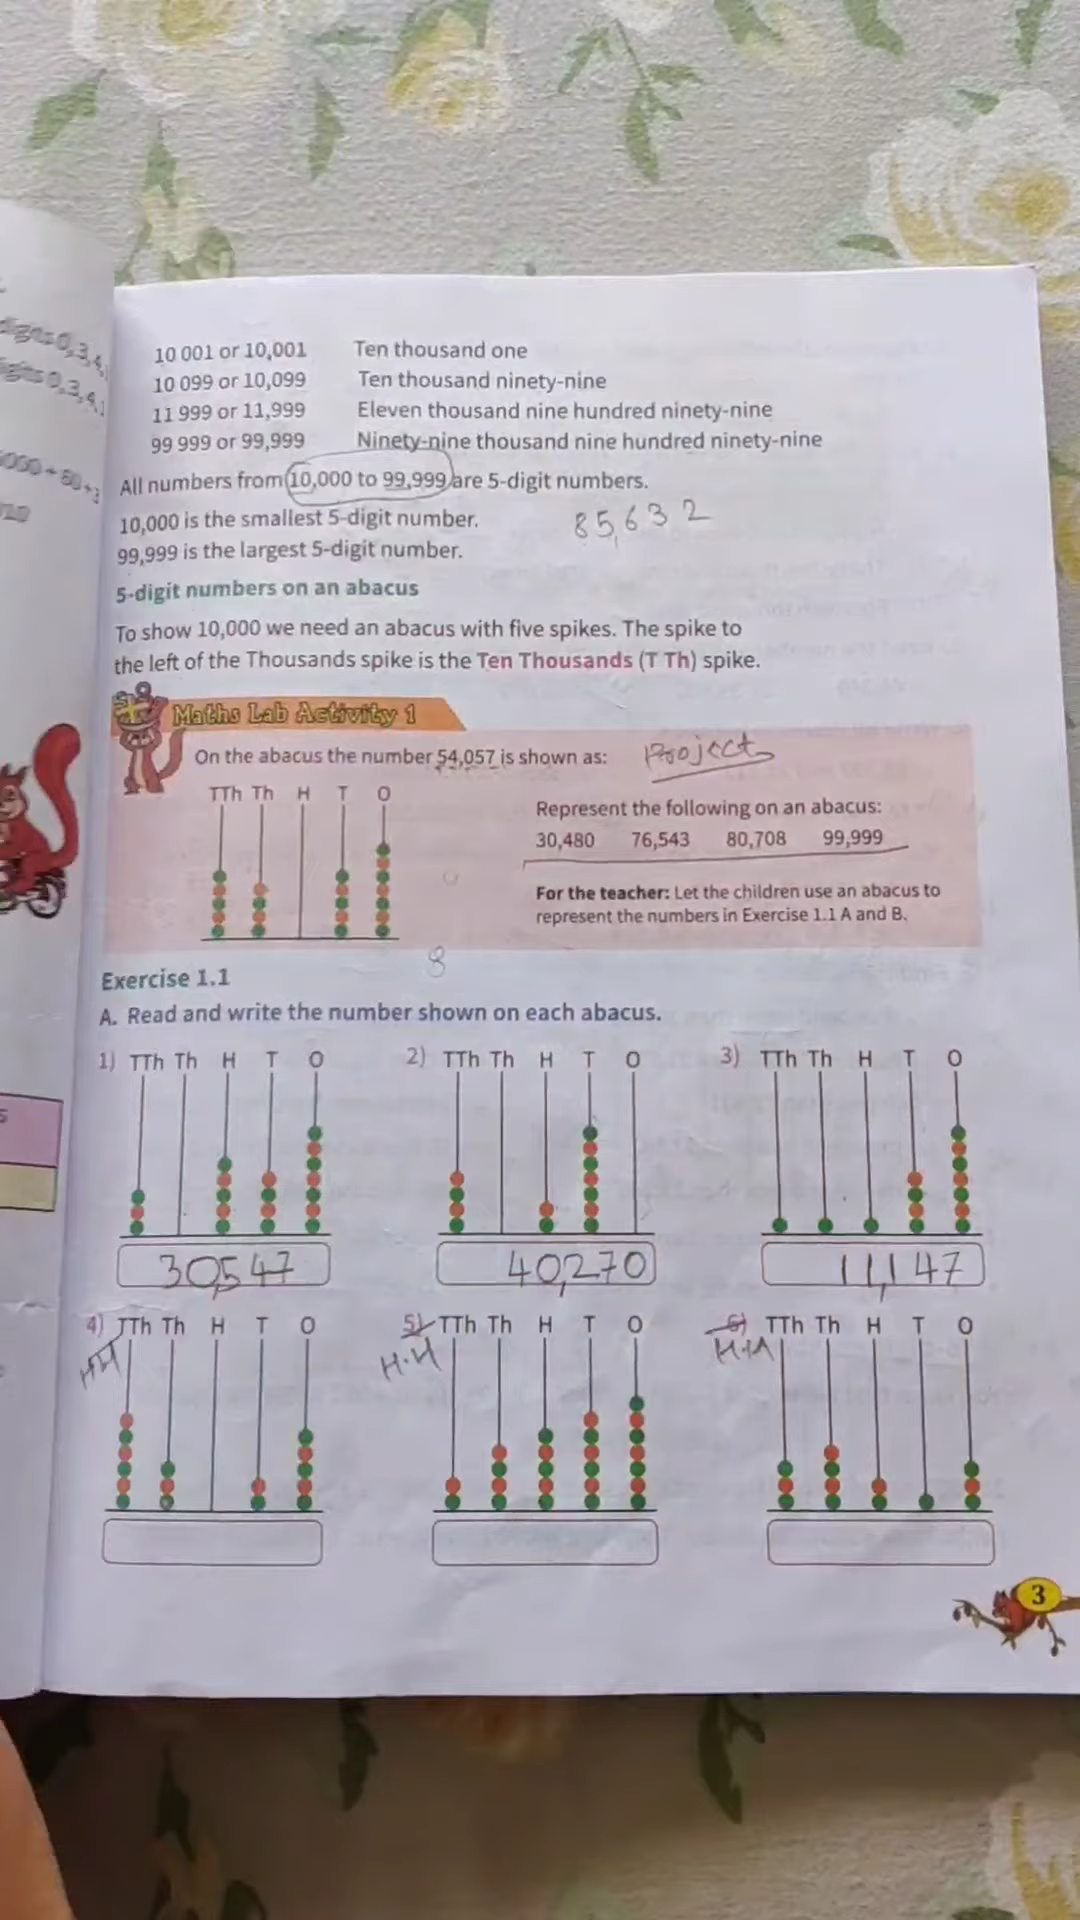 10 001 or 10,001 Ten thousand one
10 099 or 10,099 Ten thousand ninety-nine
11 999 or 11,999 Eleven thousand nine hundred ninety-nine
99 999 or 99,999 Ninety-nine thousand nine hundred ninety-nine
All numbers from 10,000 to 99,999 are 5-digit numbers.
10,000 is the smallest 5-digit number.
85,632
99,999 is the largest 5-digit number.
5-digit numbers on an abacus
To show 10,000 we need an abacus with five spikes. The spike to
the left of the Thousands spike is the Ten Thousands (T Th) spike.
Maths Lab Activity 1
On the abacus the number 54,057 is shown as: Project
TTh Th H T O
Represent the following on an abacus:
30,480 76,543 80,708 99,999
For the teacher: Let the children use an abacus to
represent the numbers in Exercise 1.1 A and B.
8
Exercise 1.1
A. Read and write the number shown on each abacus.
1) TTh Th H T O 2) TTh Th H T O 3) TTh Th H T O
30,547 40,270 11,147
4) TTh Th H T O 5) TTh Th H T O 6) TTh Th H T O
H.H
3